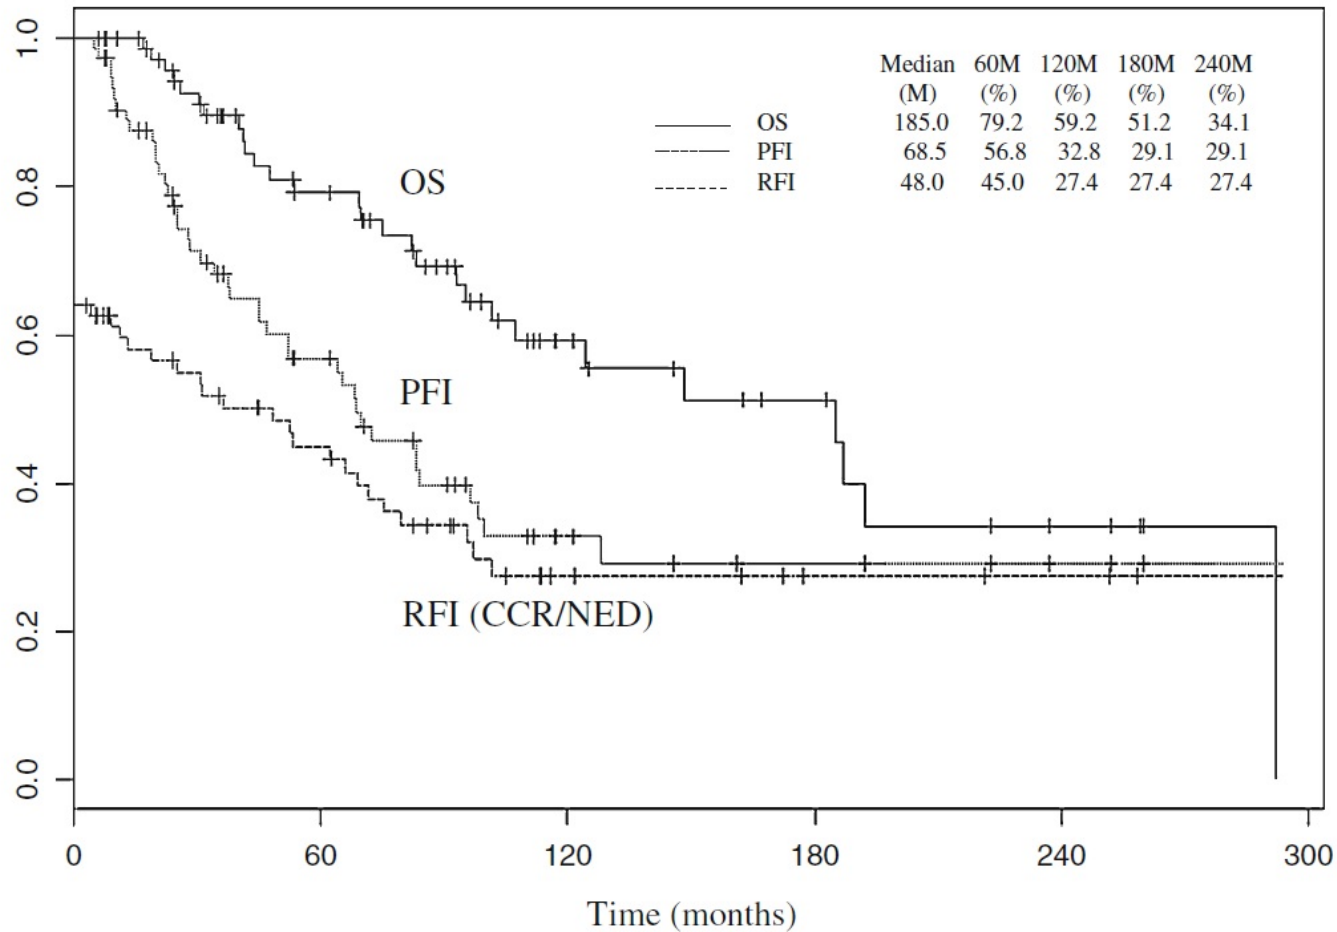 Median 60M 120M 180M 240M
(M) (%) (%) (%) (%)
OS 185.0 79.2 59.2 51.2 34.1
PFI 68.5 56.8 32.8 29.1 29.1
RFI 48.0 45.0 27.4 27.4 27.4
1.0
0.8
0.6
0.4
0.2
0.0
OS
PFI
RFI (CCR/NED)
0 60 120 180 240 300
Time (months)